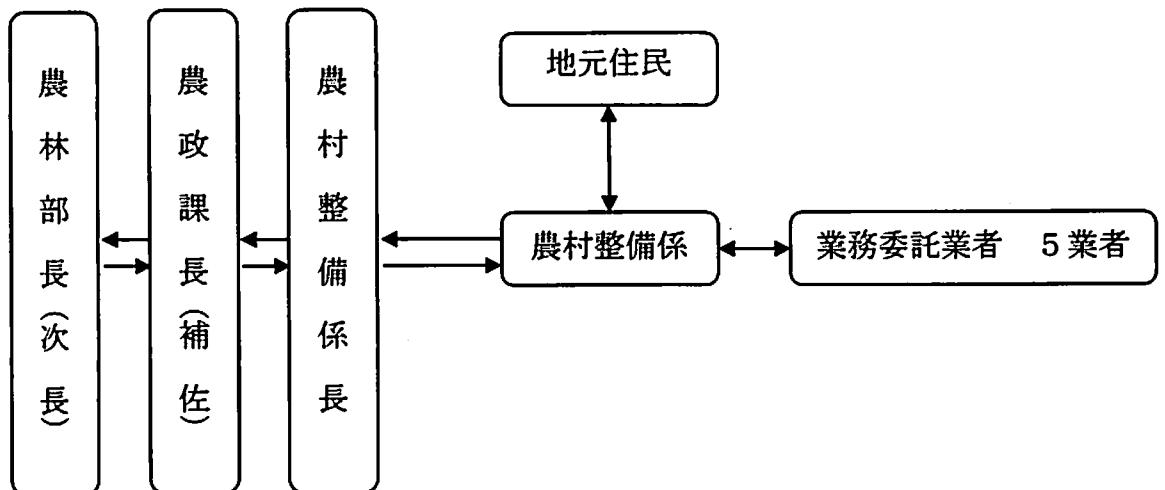 農林部長(次長)
農政課長(補佐)
農村整備係長
地元住民
農村整備係
業務委託業者　5業者